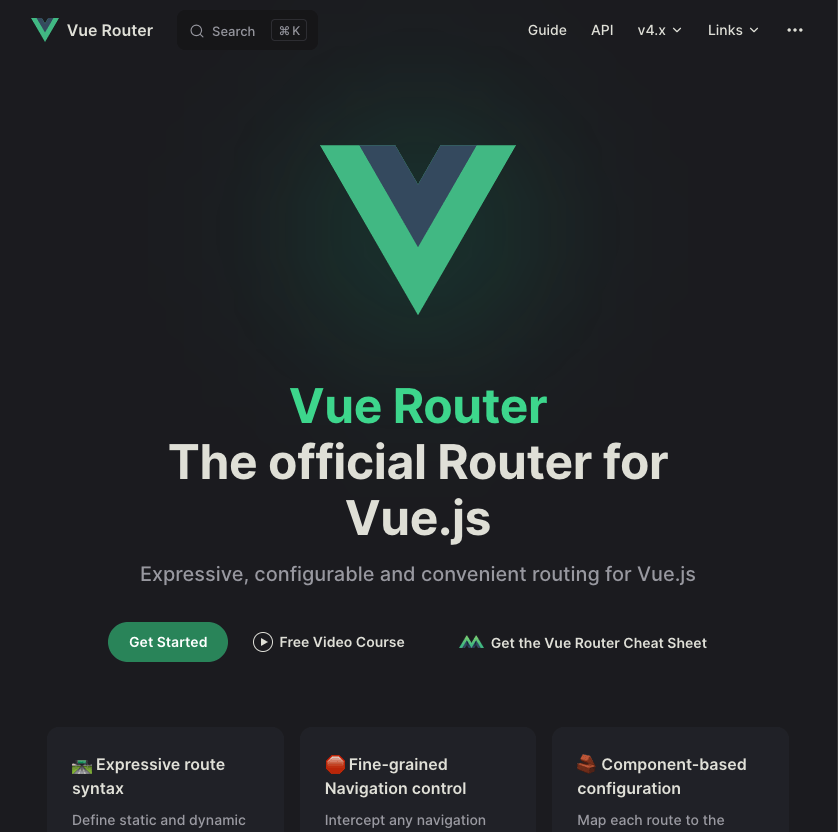 Vue Router
Search
⌘ K
Guide
API
v4.x
Links
Vue Router
The official Router for
Vue.js
Expressive, configurable and convenient routing for Vue.js
Get Started
Free Video Course
Get the Vue Router Cheat Sheet
Expressive route
syntax
Define static and dynamic
Fine-grained
Navigation control
Intercept any navigation
Component-based
configuration
Map each route to the